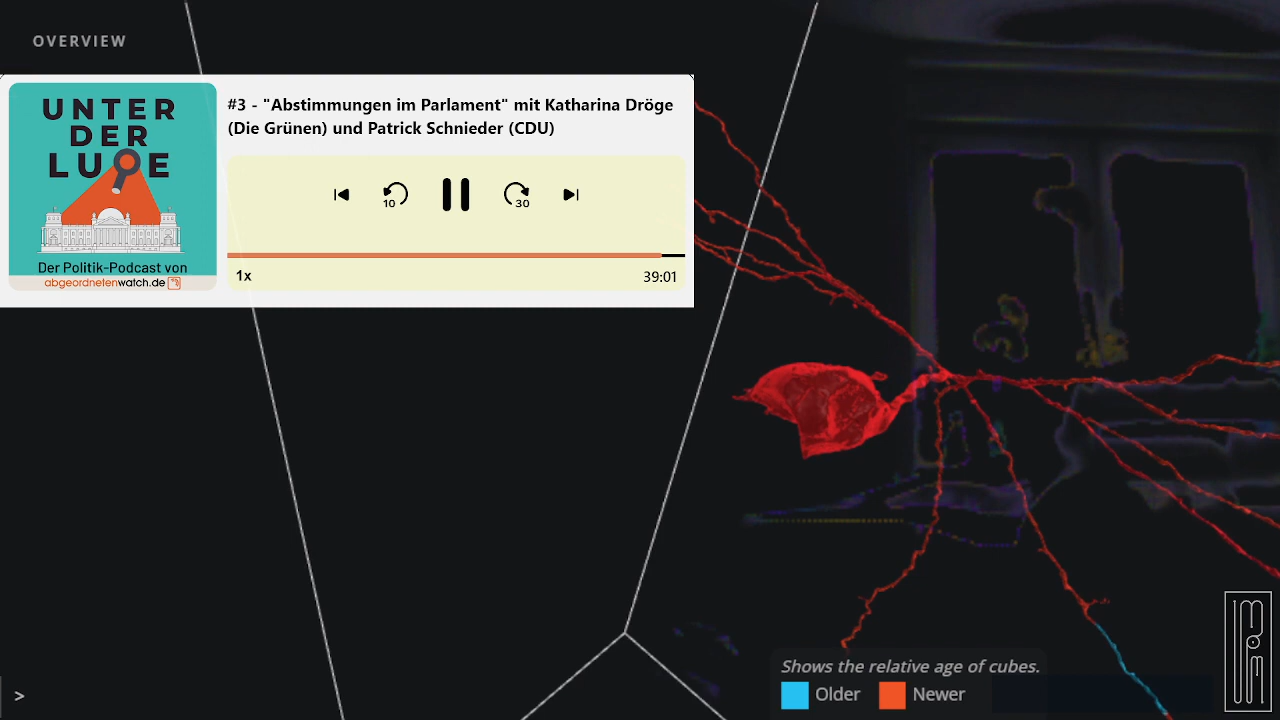 OVERVIEW
UNTER
DER
LUPE
Der Politik-Podcast von
abgeordnetenwatch.de
#3 - "Abstimmungen im Parlament" mit Katharina Dröge
(Die Grünen) und Patrick Schnieder (CDU)
10
30
1x
39:01
>
Shows the relative age of cubes.
Older
Newer